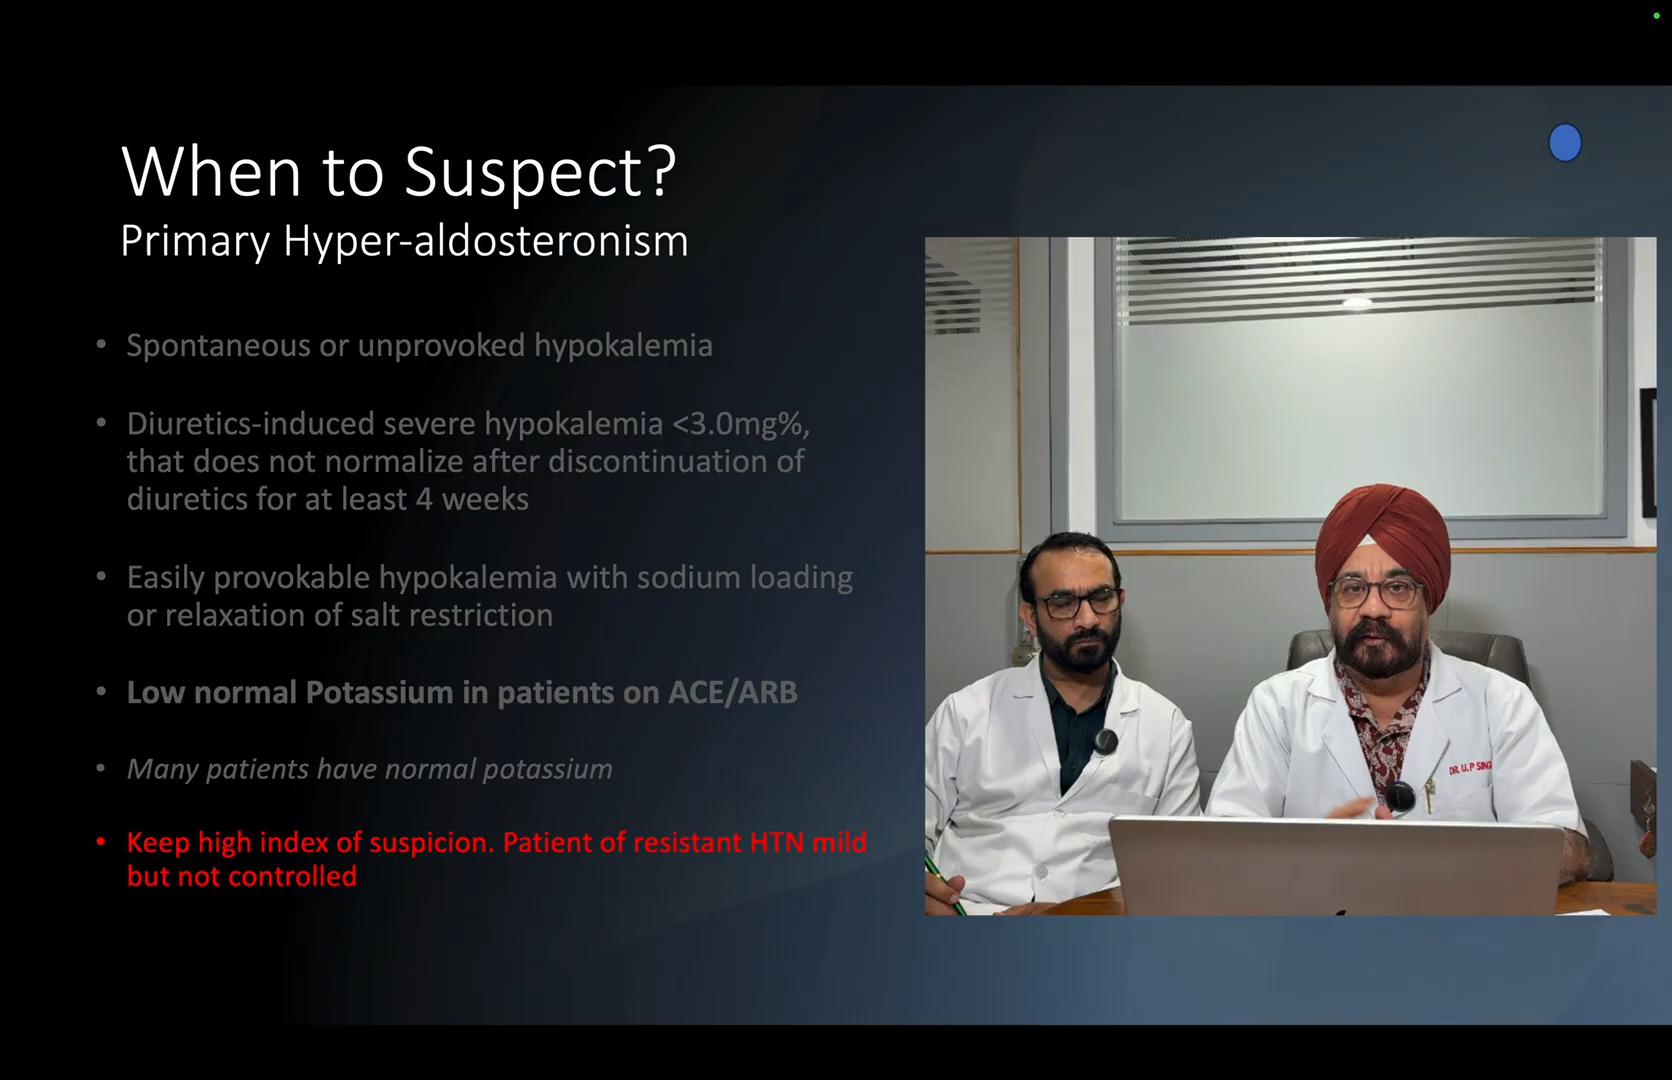 When to Suspect?
Primary Hyper-aldosteronism
• Spontaneous or unprovoked hypokalemia
• Diuretics-induced severe hypokalemia <3.0mg%,
that does not normalize after discontinuation of
diuretics for at least 4 weeks
• Easily provokable hypokalemia with sodium loading
or relaxation of salt restriction
• Low normal Potassium in patients on ACE/ARB
• Many patients have normal potassium
• Keep high index of suspicion. Patient of resistant HTN mild
but not controlled
DR. U.P SING